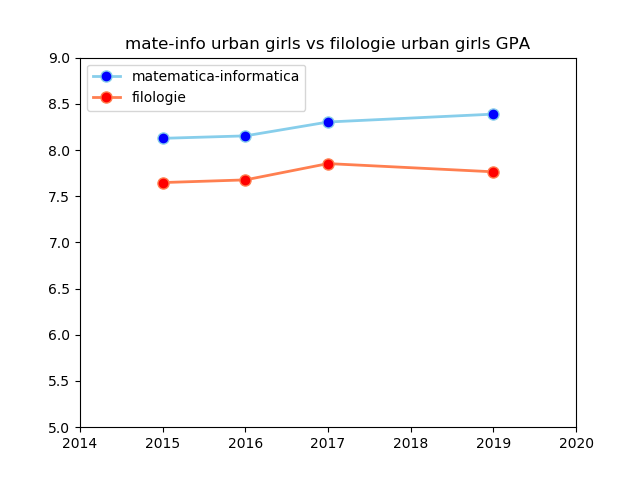 mate-info urban girls vs filologie urban girls GPA
matematica-informatica
filologie
9.0
8.5
8.0
7.5
7.0
6.5
6.0
5.5
5.0
2014 2015 2016 2017 2018 2019 2020